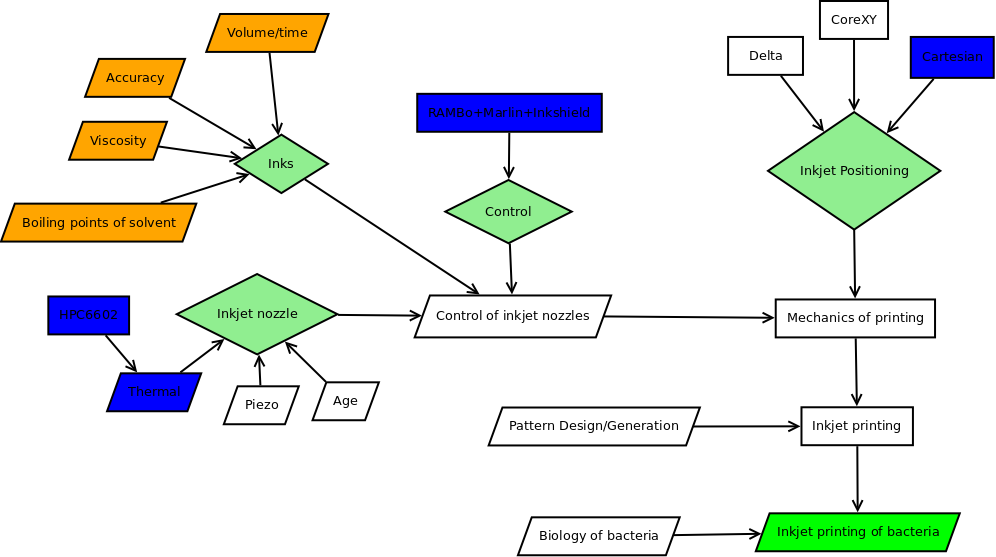 CoreXY
Volume/time
Delta
Cartesian
Accuracy
RAMBo+Marlin+Inkshield
Viscosity
Inks
Inkjet Positioning
Control
Boiling points of solvent
HPC6602
Inkjet nozzle
Control of inkjet nozzles
Mechanics of printing
Thermal
Piezo
Age
Pattern Design/Generation
Inkjet printing
Biology of bacteria
Inkjet printing of bacteria